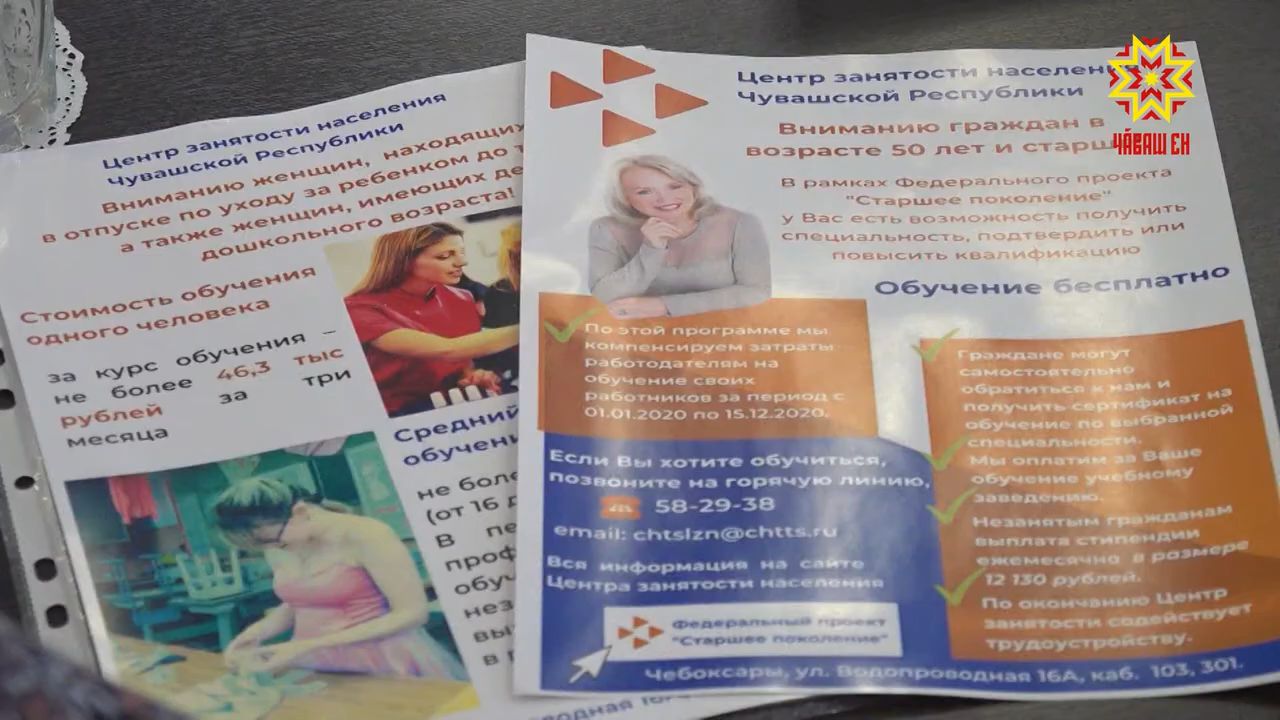 Центр занятости населения
Чувашской Республики
Вниманию женщин, находящих
в отпуске по уходу за ребенком до
а также женщин, имеющих де
дошкольного возраста!
Стоимость обучения
одного человека
за курс обучения –
не более 46,3 тыс
рублей за три
месяца
Средний
обучени
не боле
(от 16
В пе
проф
обуч
нез
вы
в п
Центр занятости населения
Чувашской Республики
Вниманию граждан в
возрасте 50 лет и старш
В рамках Федерального проекта
"Старшее поколение"
у Вас есть возможность получить
специальность, подтвердить или
повысить квалификацию
Обучение бесплатно
По этой программе мы
компенсируем затраты
работодателям на
обучение своих
работников за период с
01.01.2020 по 15.12.2020.
Если Вы хотите обучиться,
позвоните на горячую линию,
58-29-38
email: chtslzn@chtts.ru
Вся информация на сайте
Центра занятости населения
Федеральный проект
"Старшее поколение"
Граждане могут
самостоятельно
обратиться к нам и
получить сертификат на
обучение по выбранной
специальности.
Мы оплатим за Ваше
обучение учебному
заведению.
Незанятым гражданам
выплата стипендии
ежемесячно в размере
12 130 рублей.
По окончанию Центр
занятости содействует
трудоустройству.
Чебоксары, ул. Водопроводная 16А, каб. 103, 301.
ЧӐВАШ ЕН